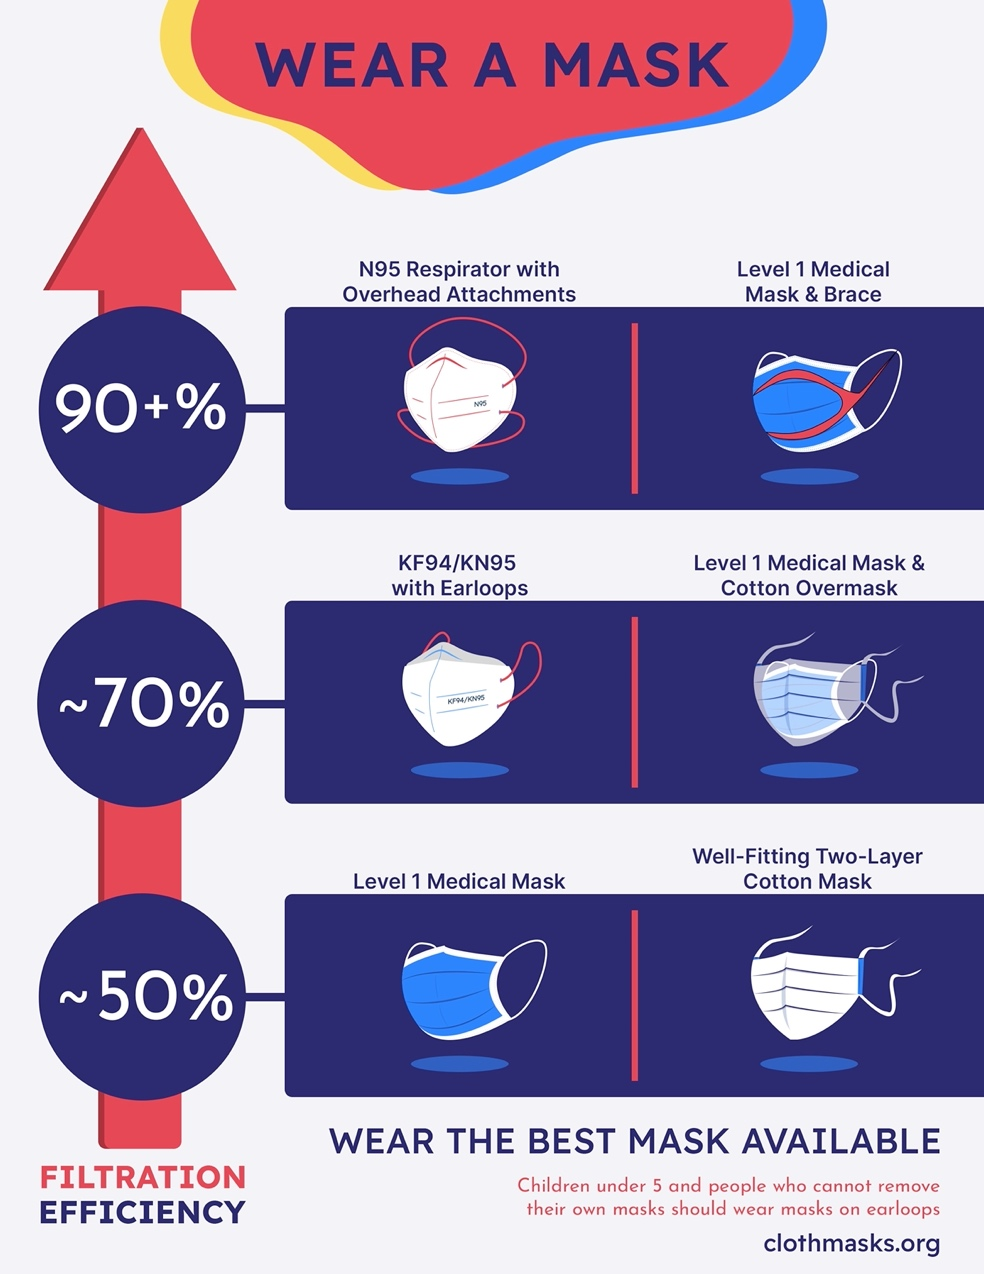 WEAR A MASK
N95 Respirator with
Overhead Attachments
Level 1 Medical
Mask & Brace
90+%
N95
KF94/KN95
with Earloops
Level 1 Medical Mask &
Cotton Overmask
~70%
KF94/KN95
Level 1 Medical Mask
Well-Fitting Two-Layer
Cotton Mask
~50%
FILTRATION
EFFICIENCY
WEAR THE BEST MASK AVAILABLE
Children under 5 and people who cannot remove
their own masks should wear masks on earloops
clothmasks.org